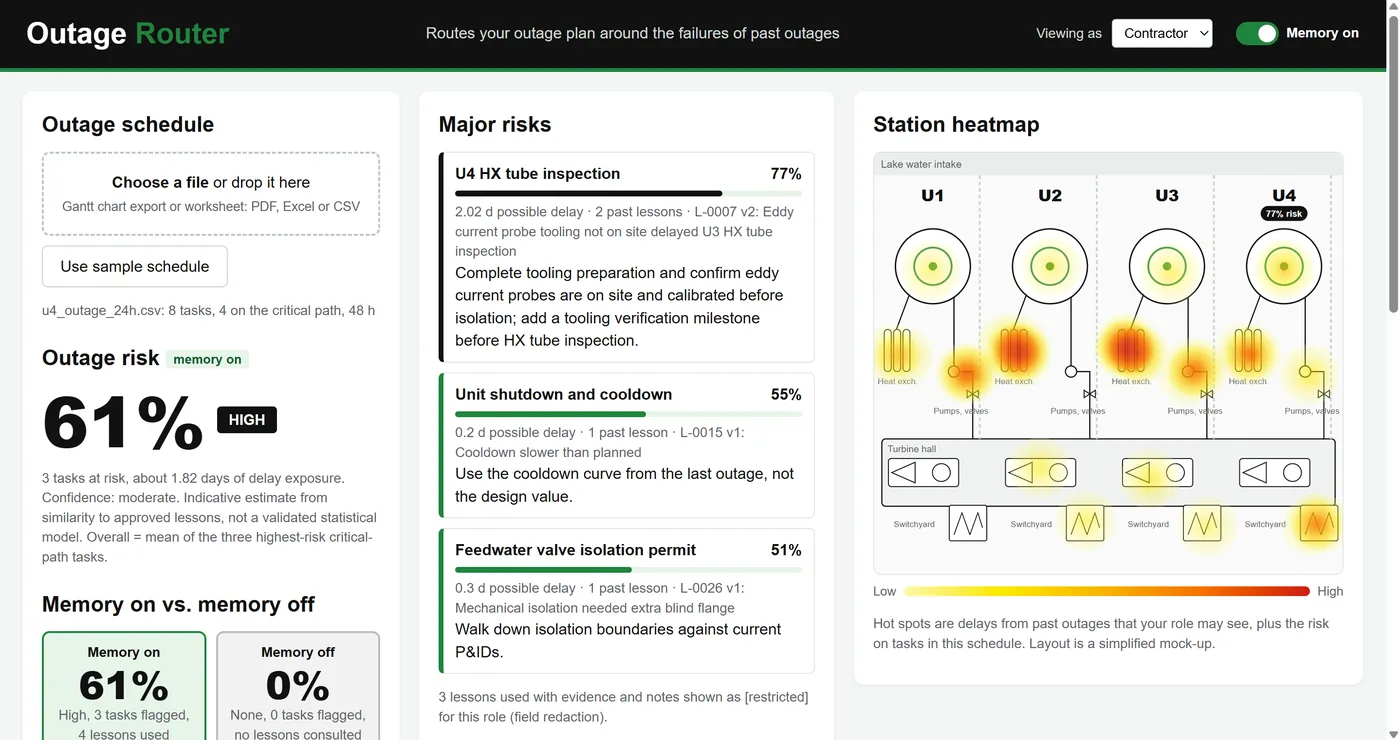 Outage Router
Routes your outage plan around the failures of past outages
Viewing as
Contractor
Memory on
Outage schedule
Choose a file or drop it here
Gantt chart export or worksheet: PDF, Excel or CSV
Use sample schedule
u4_outage_24h.csv: 8 tasks, 4 on the critical path, 48 h
Outage risk memory on
61% HIGH
3 tasks at risk, about 1.82 days of delay exposure.
Confidence: moderate. Indicative estimate from
similarity to approved lessons, not a validated statistical
model. Overall = mean of the three highest-risk critical-
path tasks.
Memory on vs. memory off
Memory on
61%
High, 3 tasks flagged,
4 lessons used
Memory off
0%
None, 0 tasks flagged,
no lessons consulted
Major risks
U4 HX tube inspection 77%
2.02 d possible delay · 2 past lessons · L-0007 v2: Eddy
current probe tooling not on site delayed U3 HX tube
inspection
Complete tooling preparation and confirm eddy
current probes are on site and calibrated before
isolation; add a tooling verification milestone
before HX tube inspection.
Unit shutdown and cooldown 55%
0.2 d possible delay · 1 past lesson · L-0015 v1:
Cooldown slower than planned
Use the cooldown curve from the last outage, not
the design value.
Feedwater valve isolation permit 51%
0.3 d possible delay · 1 past lesson · L-0026 v1:
Mechanical isolation needed extra blind flange
Walk down isolation boundaries against current
P&IDs.
3 lessons used with evidence and notes shown as [restricted]
for this role (field redaction).
Station heatmap
Lake water intake
U1 U2 U3 U4
77% risk
Heat exch. Heat exch. Heat exch. Heat exch.
Pumps, valves Pumps, valves Pumps, valves Pumps, valves
Turbine hall
Switchyard Switchyard Switchyard Switchyard
Low High
Hot spots are delays from past outages that your role may see, plus the risk
on tasks in this schedule. Layout is a simplified mock-up.